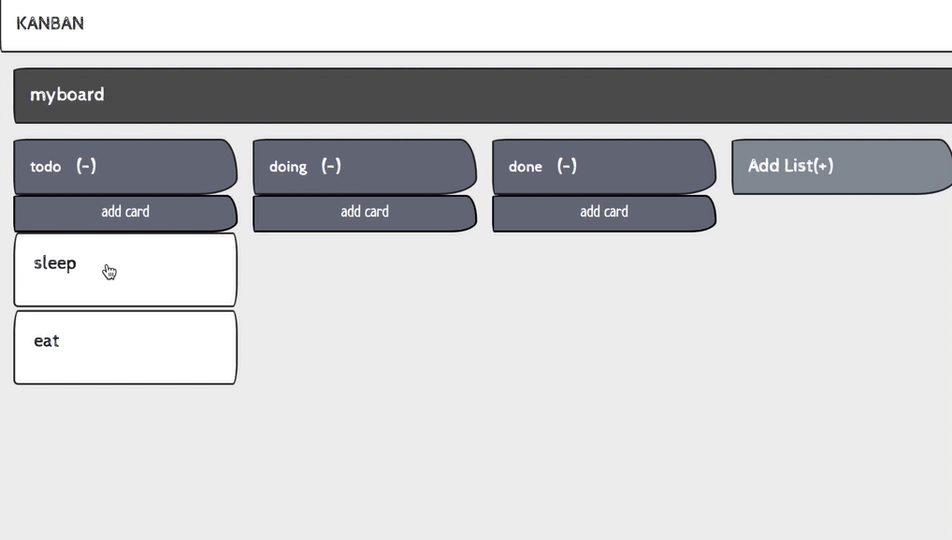 KANBAN
myboard
todo (-)
doing (-)
done (-)
Add List(+)
add card
add card
add card
sleep
eat